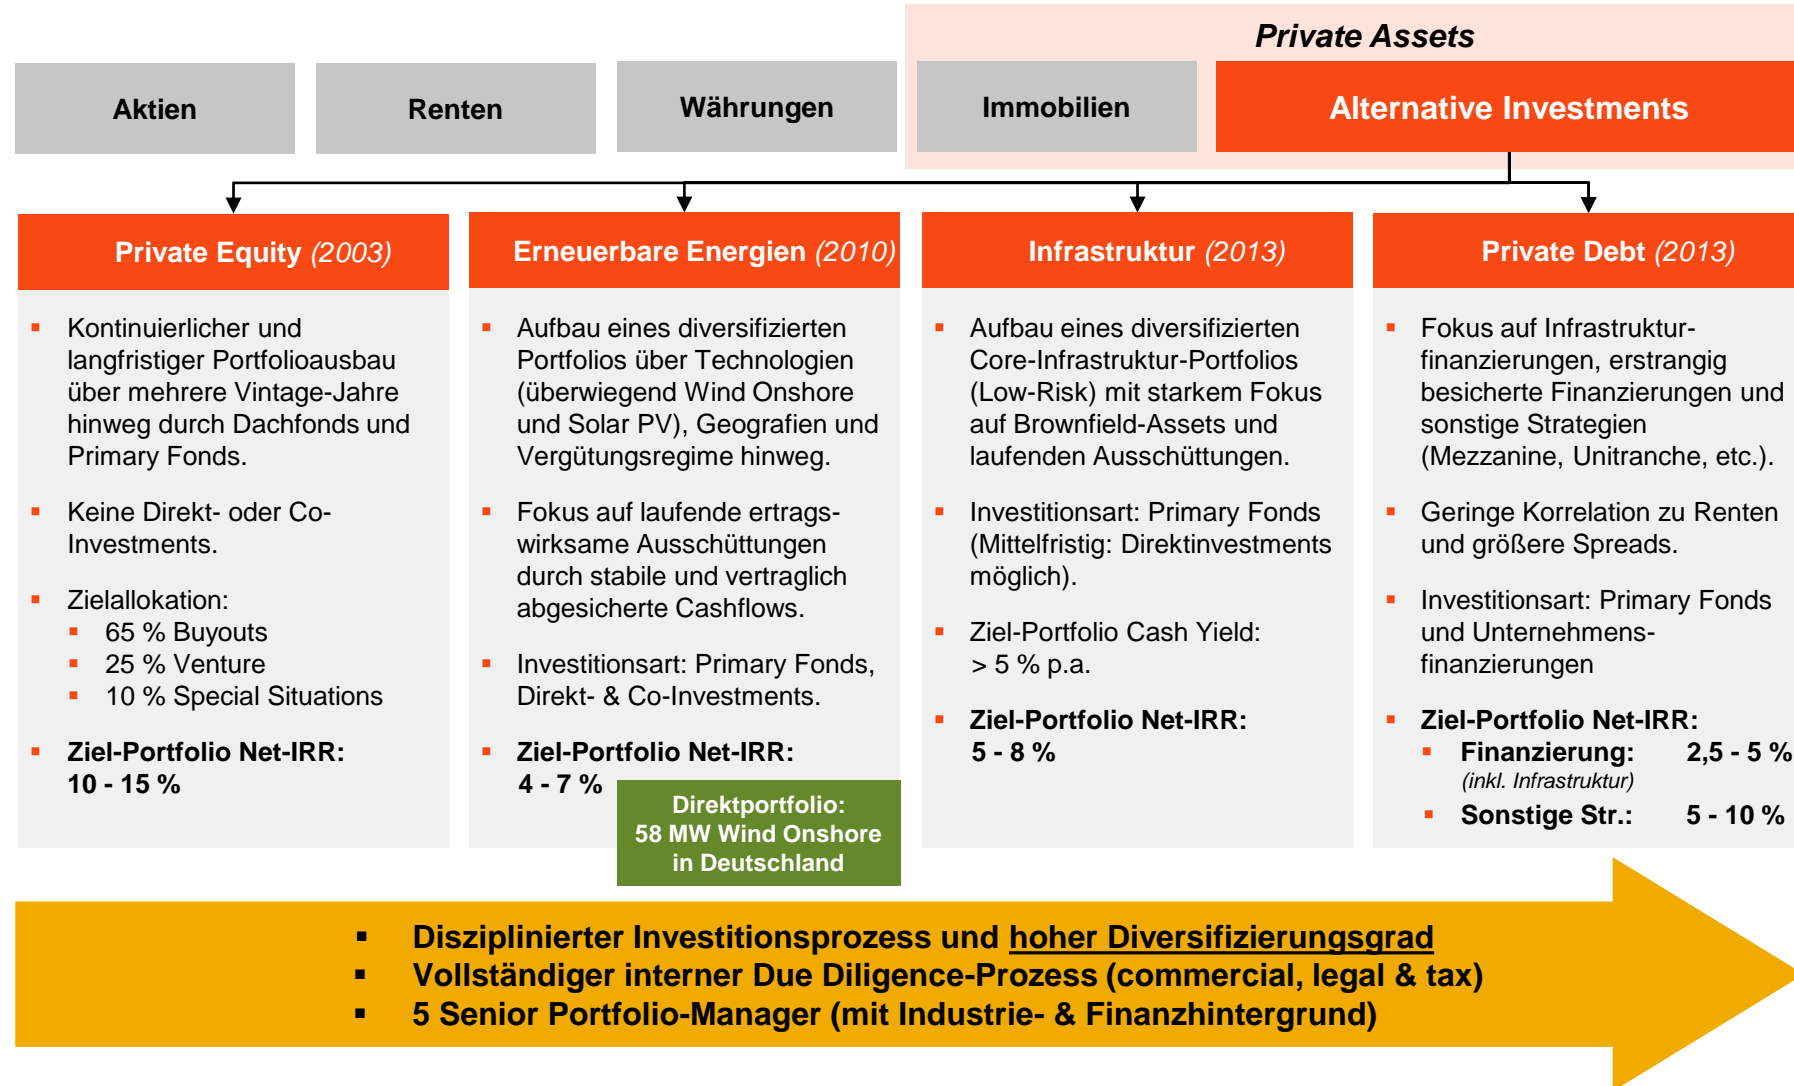 Private Assets
Aktien
Renten
Währungen
Immobilien
Alternative Investments
Private Equity (2003)
▪ Kontinuierlicher und
langfristiger Portfolioausbau
über mehrere Vintage-Jahre
hinweg durch Dachfonds und
Primary Fonds.
▪ Keine Direkt- oder Co-
Investments.
▪ Zielallokation:
▪ 65 % Buyouts
▪ 25 % Venture
▪ 10 % Special Situations
▪ Ziel-Portfolio Net-IRR:
10 - 15 %
Erneuerbare Energien (2010)
▪ Aufbau eines diversifizierten
Portfolios über Technologien
(überwiegend Wind Onshore
und Solar PV), Geografien und
Vergütungsregime hinweg.
▪ Fokus auf laufende ertrags-
wirksame Ausschüttungen
durch stabile und vertraglich
abgesicherte Cashflows.
▪ Investitionsart: Primary Fonds,
Direkt- & Co-Investments.
▪ Ziel-Portfolio Net-IRR:
4 - 7 %
Direktportfolio:
58 MW Wind Onshore
in Deutschland
Infrastruktur (2013)
▪ Aufbau eines diversifizierten
Core-Infrastruktur-Portfolios
(Low-Risk) mit starkem Fokus
auf Brownfield-Assets und
laufenden Ausschüttungen.
▪ Investitionsart: Primary Fonds
(Mittelfristig: Direktinvestments
möglich).
▪ Ziel-Portfolio Cash Yield:
> 5 % p.a.
▪ Ziel-Portfolio Net-IRR:
5 - 8 %
Private Debt (2013)
▪ Fokus auf Infrastruktur-
finanzierungen, erstrangig
besicherte Finanzierungen und
sonstige Strategien
(Mezzanine, Unitranche, etc.).
▪ Geringe Korrelation zu Renten
und größere Spreads.
▪ Investitionsart: Primary Fonds
und Unternehmens-
finanzierungen
▪ Ziel-Portfolio Net-IRR:
▪ Finanzierung: 2,5 - 5 %
(inkl. Infrastruktur)
▪ Sonstige Str.: 5 - 10 %
▪ Disziplinierter Investitionsprozess und hoher Diversifizierungsgrad
▪ Vollständiger interner Due Diligence-Prozess (commercial, legal & tax)
▪ 5 Senior Portfolio-Manager (mit Industrie- & Finanzhintergrund)